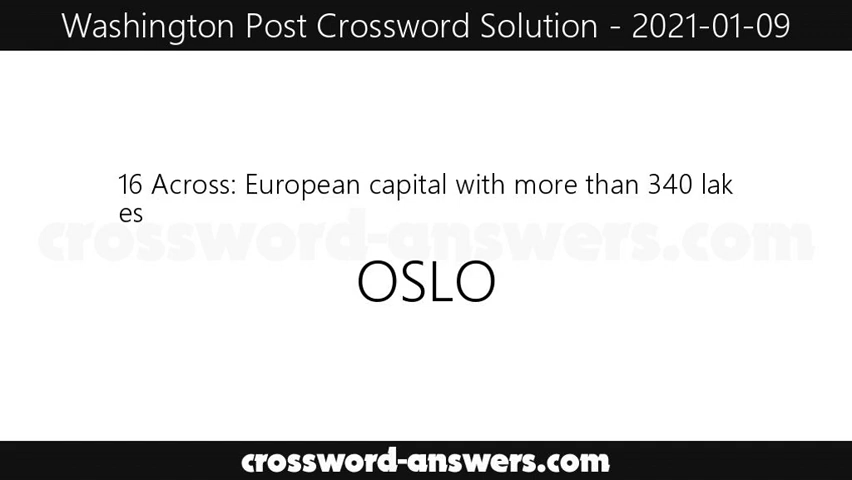 Washington Post Crossword Solution - 2021-01-09
16 Across: European capital with more than 340 lak
es
crossword-answers.com
OSLO
crossword-answers.com